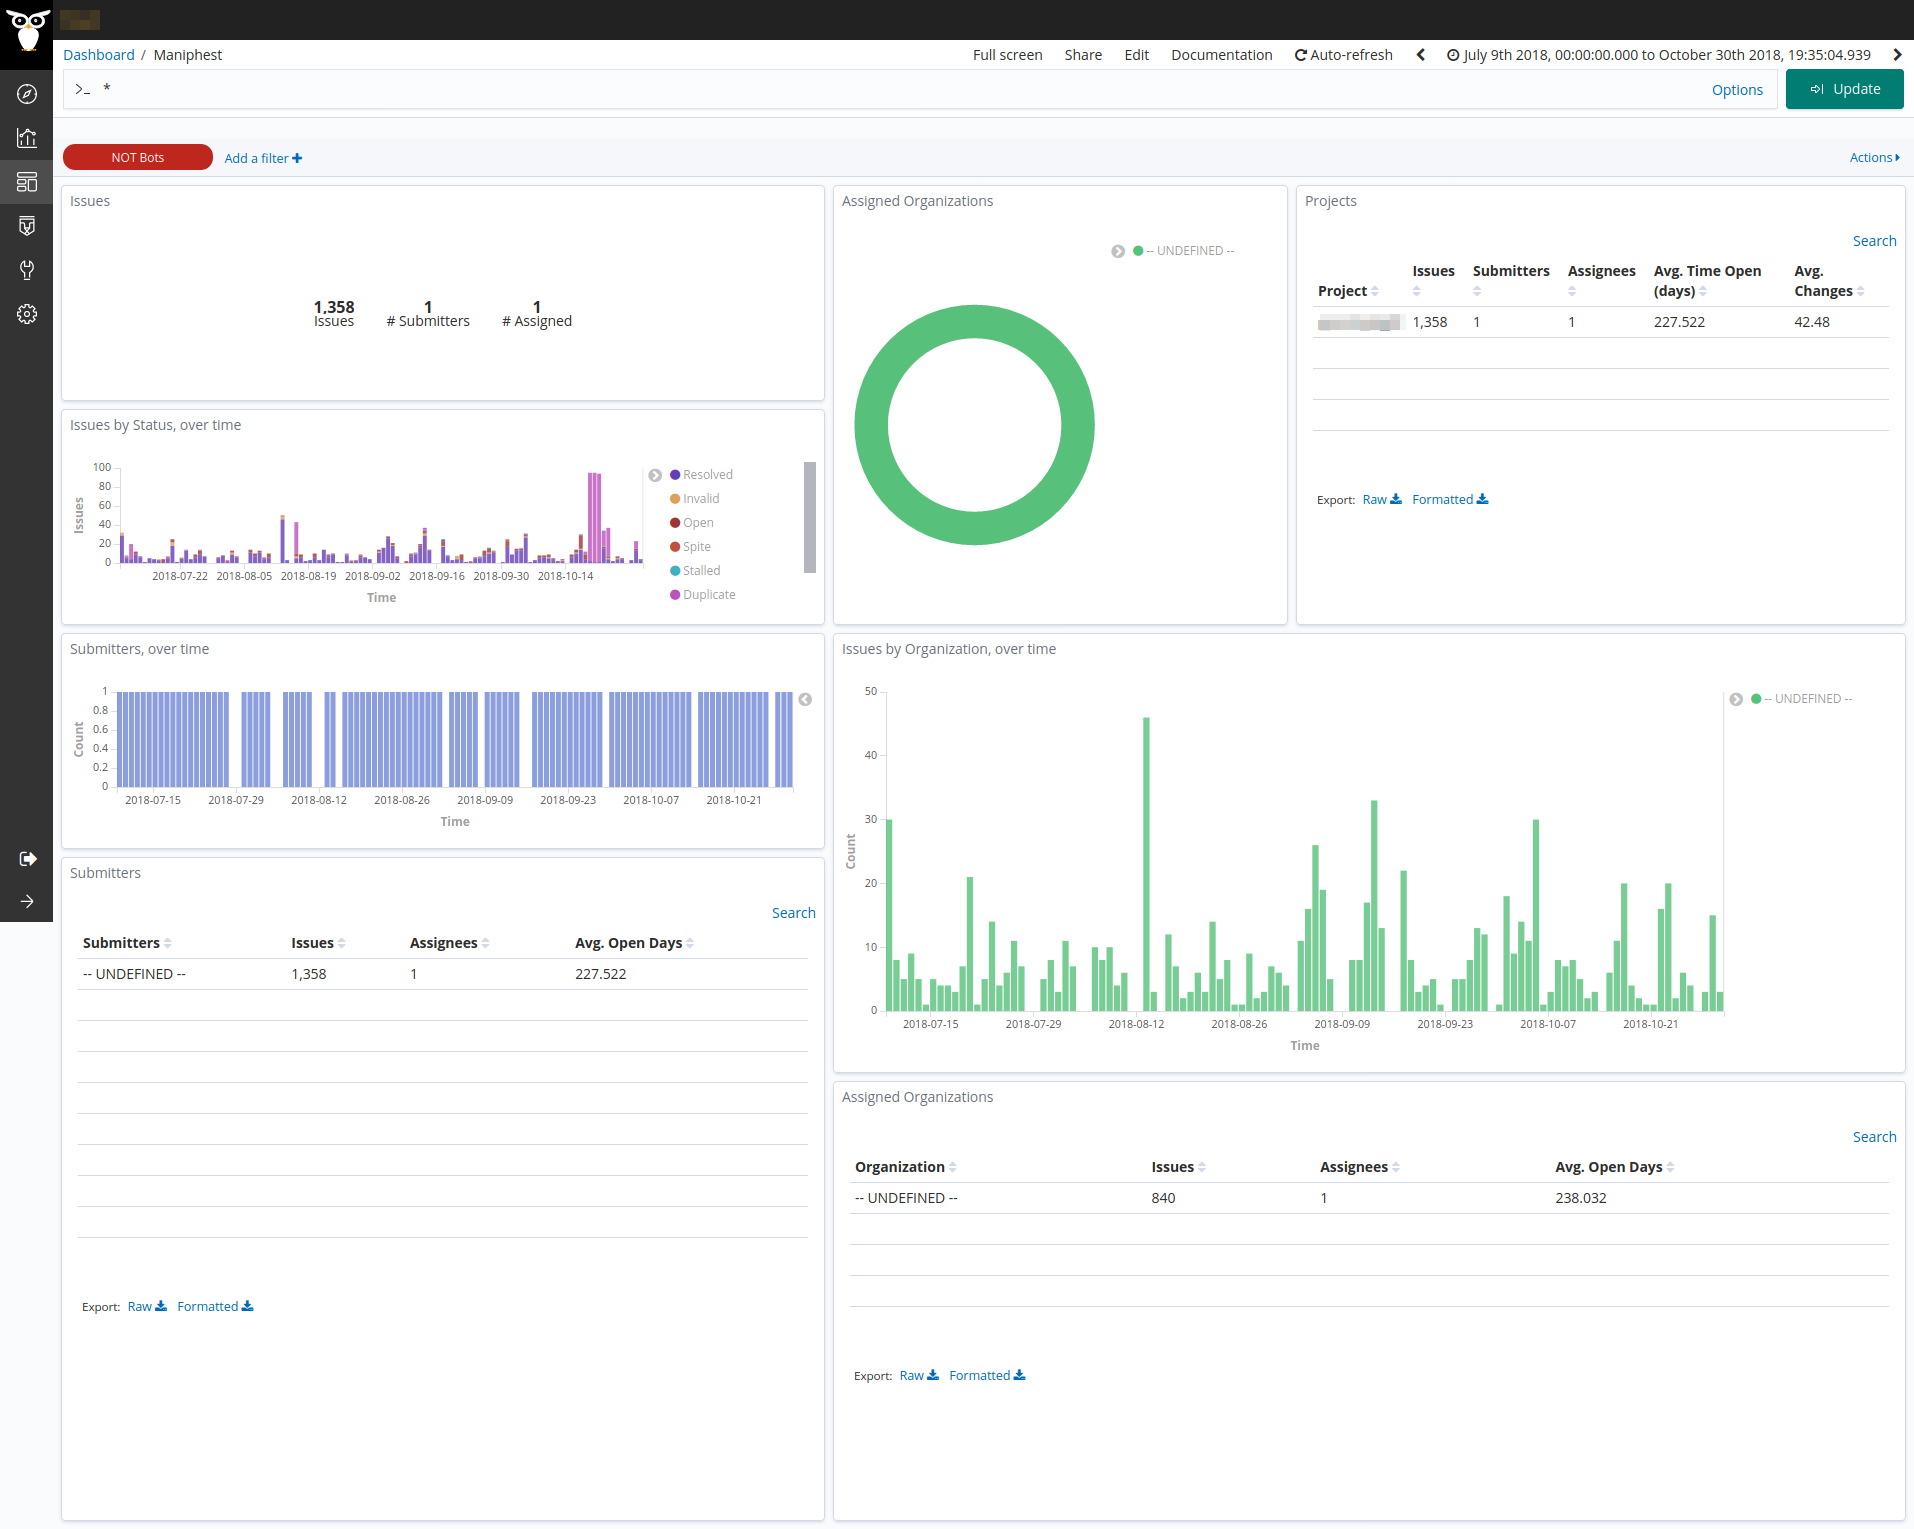 Dashboard / Maniphest
Full screen Share Edit Documentation Auto-refresh July 9th 2018, 00:00:00.000 to October 30th 2018, 19:35:04.939
>_ *
Options
Update
NOT Bots
Add a filter
Actions
Issues
1,358 1 1
Issues # Submitters # Assigned
Assigned Organizations
-- UNDEFINED --
Projects
Search
Project Issues Submitters Assignees Avg. Time Open (days) Avg. Changes
1,358 1 1 227.522 42.48
Export: Raw Formatted
Issues by Status, over time
Issues
100
80
60
40
20
0
2018-07-22 2018-08-05 2018-08-19 2018-09-02 2018-09-16 2018-09-30 2018-10-14
Time
Resolved
Invalid
Open
Spite
Stalled
Duplicate
Submitters, over time
Count
1
0.8
0.6
0.4
0.2
0
2018-07-15 2018-07-29 2018-08-12 2018-08-26 2018-09-09 2018-09-23 2018-10-07 2018-10-21
Time
Issues by Organization, over time
Count
50
40
30
20
10
0
2018-07-15 2018-07-29 2018-08-12 2018-08-26 2018-09-09 2018-09-23 2018-10-07 2018-10-21
Time
-- UNDEFINED --
Submitters
Search
Submitters Issues Assignees Avg. Open Days
-- UNDEFINED -- 1,358 1 227.522
Export: Raw Formatted
Assigned Organizations
Search
Organization Issues Assignees Avg. Open Days
-- UNDEFINED -- 840 1 238.032
Export: Raw Formatted